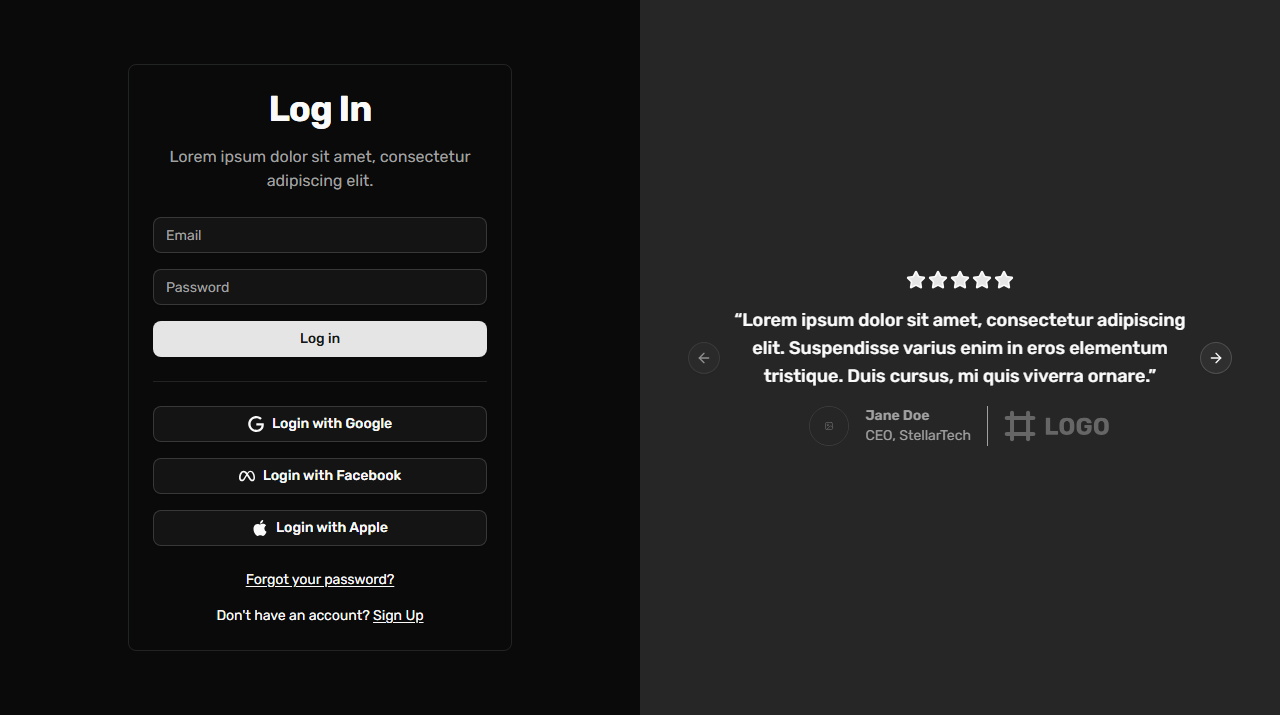 Log In
Lorem ipsum dolor sit amet, consectetur
adipiscing elit.
Email
Password
Log in
Login with Google
Login with Facebook
Login with Apple
Forgot your password?
Don't have an account? Sign Up
“Lorem ipsum dolor sit amet, consectetur adipiscing
elit. Suspendisse varius enim in eros elementum
tristique. Duis cursus, mi quis viverra ornare.”
Jane Doe
CEO, StellarTech
LOGO